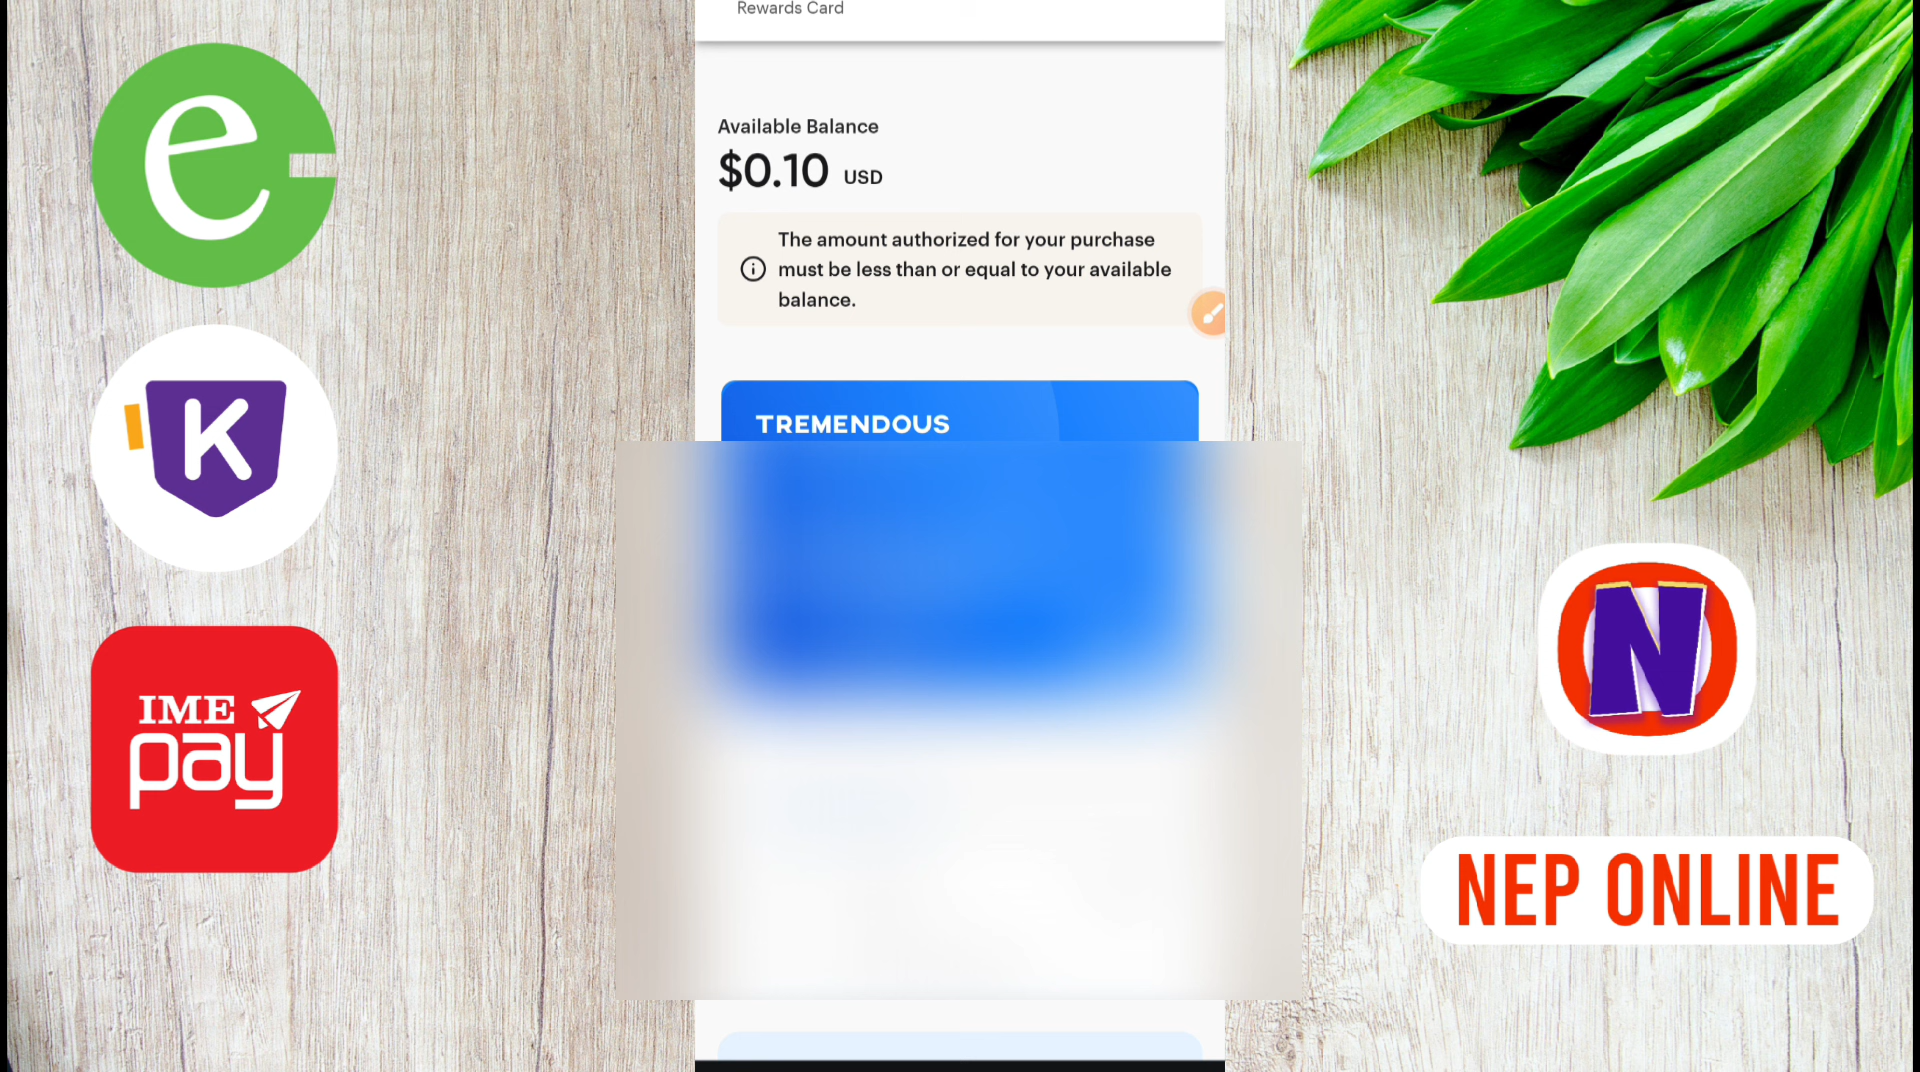 Rewards Card
Available Balance
$0.10 USD
The amount authorized for your purchase
must be less than or equal to your available
balance.
TREMENDOUS
e
K
IME
pay
N
NEP ONLINE